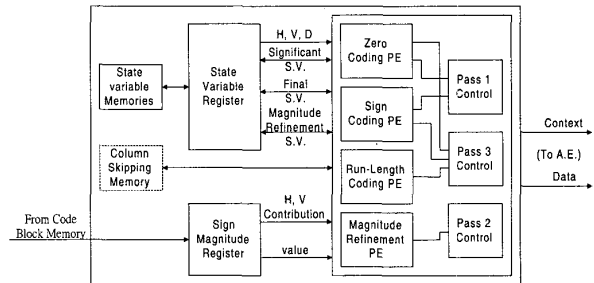 H, V, D
Significant
S.V.
Final
S.V.
Magnitude
Refinement
S.V.
State
variable
Memories
State
Variable
Register
Column
Skipping
Memory
From Code
Block Memory
Sign
Magnitude
Register
H, V
Contribution
value
Zero
Coding PE
Sign
Coding PE
Run-Length
Coding PE
Magnitude
Refinement
PE
Pass 1
Control
Pass 3
Control
Pass 2
Control
Context
(To A.E.)
Data